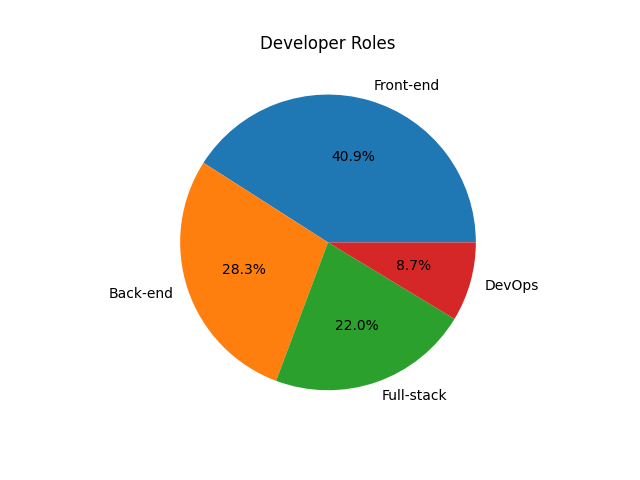 Developer Roles
Front-end
40.9%
Back-end
28.3%
22.0%
Full-stack
8.7%
DevOps